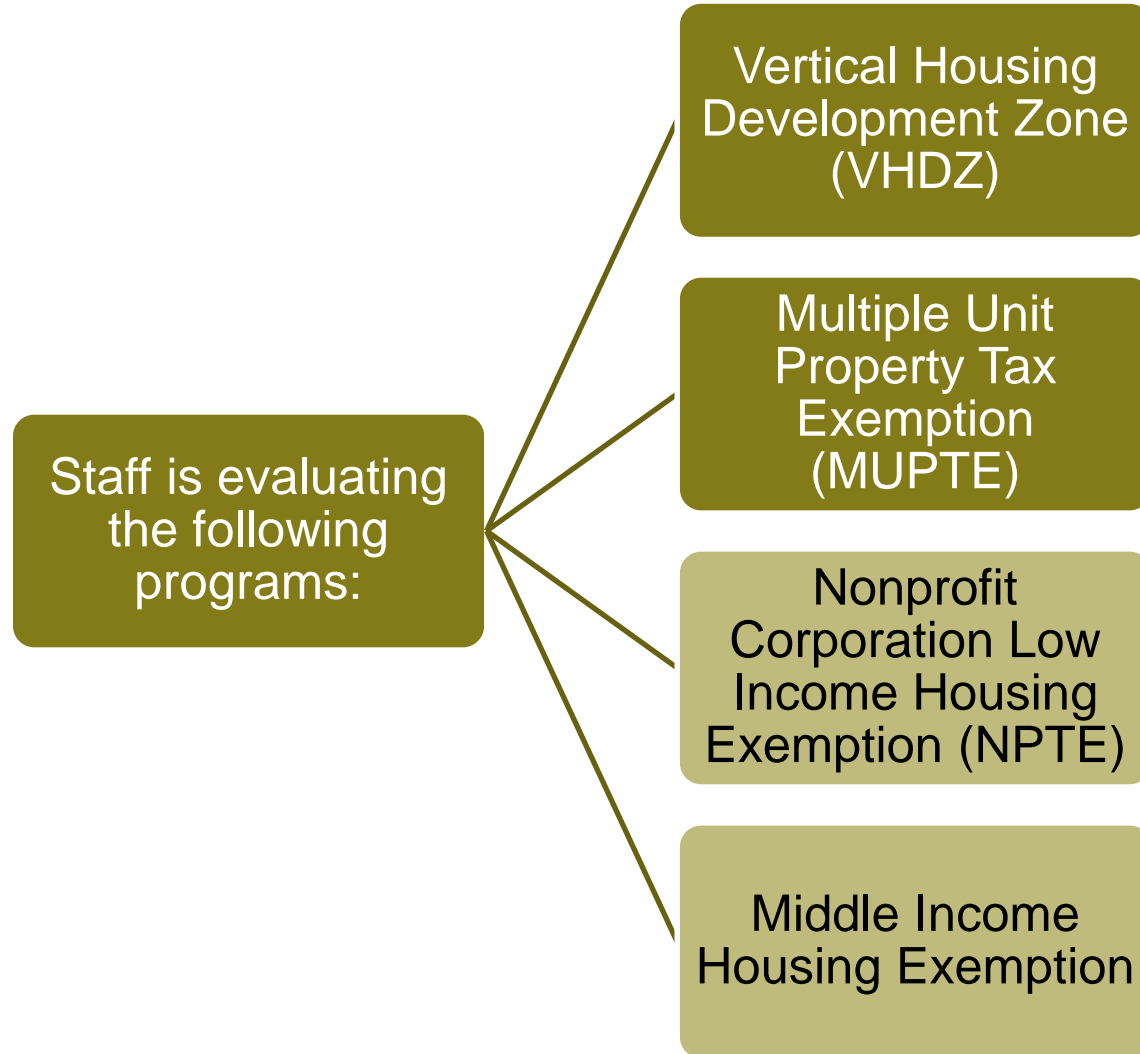 Staff is evaluating
the following
programs:
Vertical Housing
Development Zone
(VHDZ)
Multiple Unit
Property Tax
Exemption
(MUPTE)
Nonprofit
Corporation Low
Income Housing
Exemption (NPTE)
Middle Income
Housing Exemption